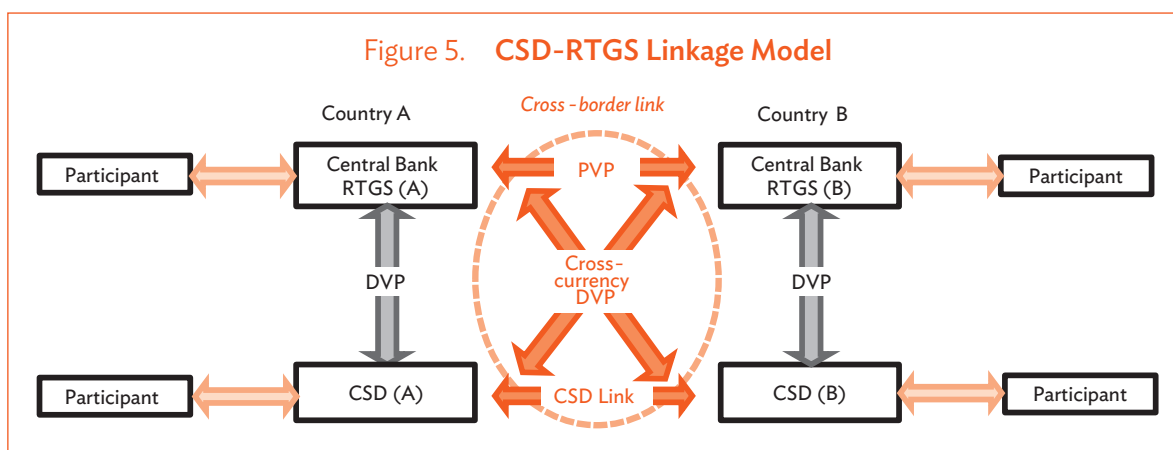 Figure 5. CSD-RTGS Linkage Model
Cross-border link
Country A
Country B
Participant
Central Bank
RTGS (A)
PVP
Central Bank
RTGS (B)
Participant
DVP
Cross-
currency
DVP
DVP
Participant
CSD (A)
CSD Link
CSD (B)
Participant